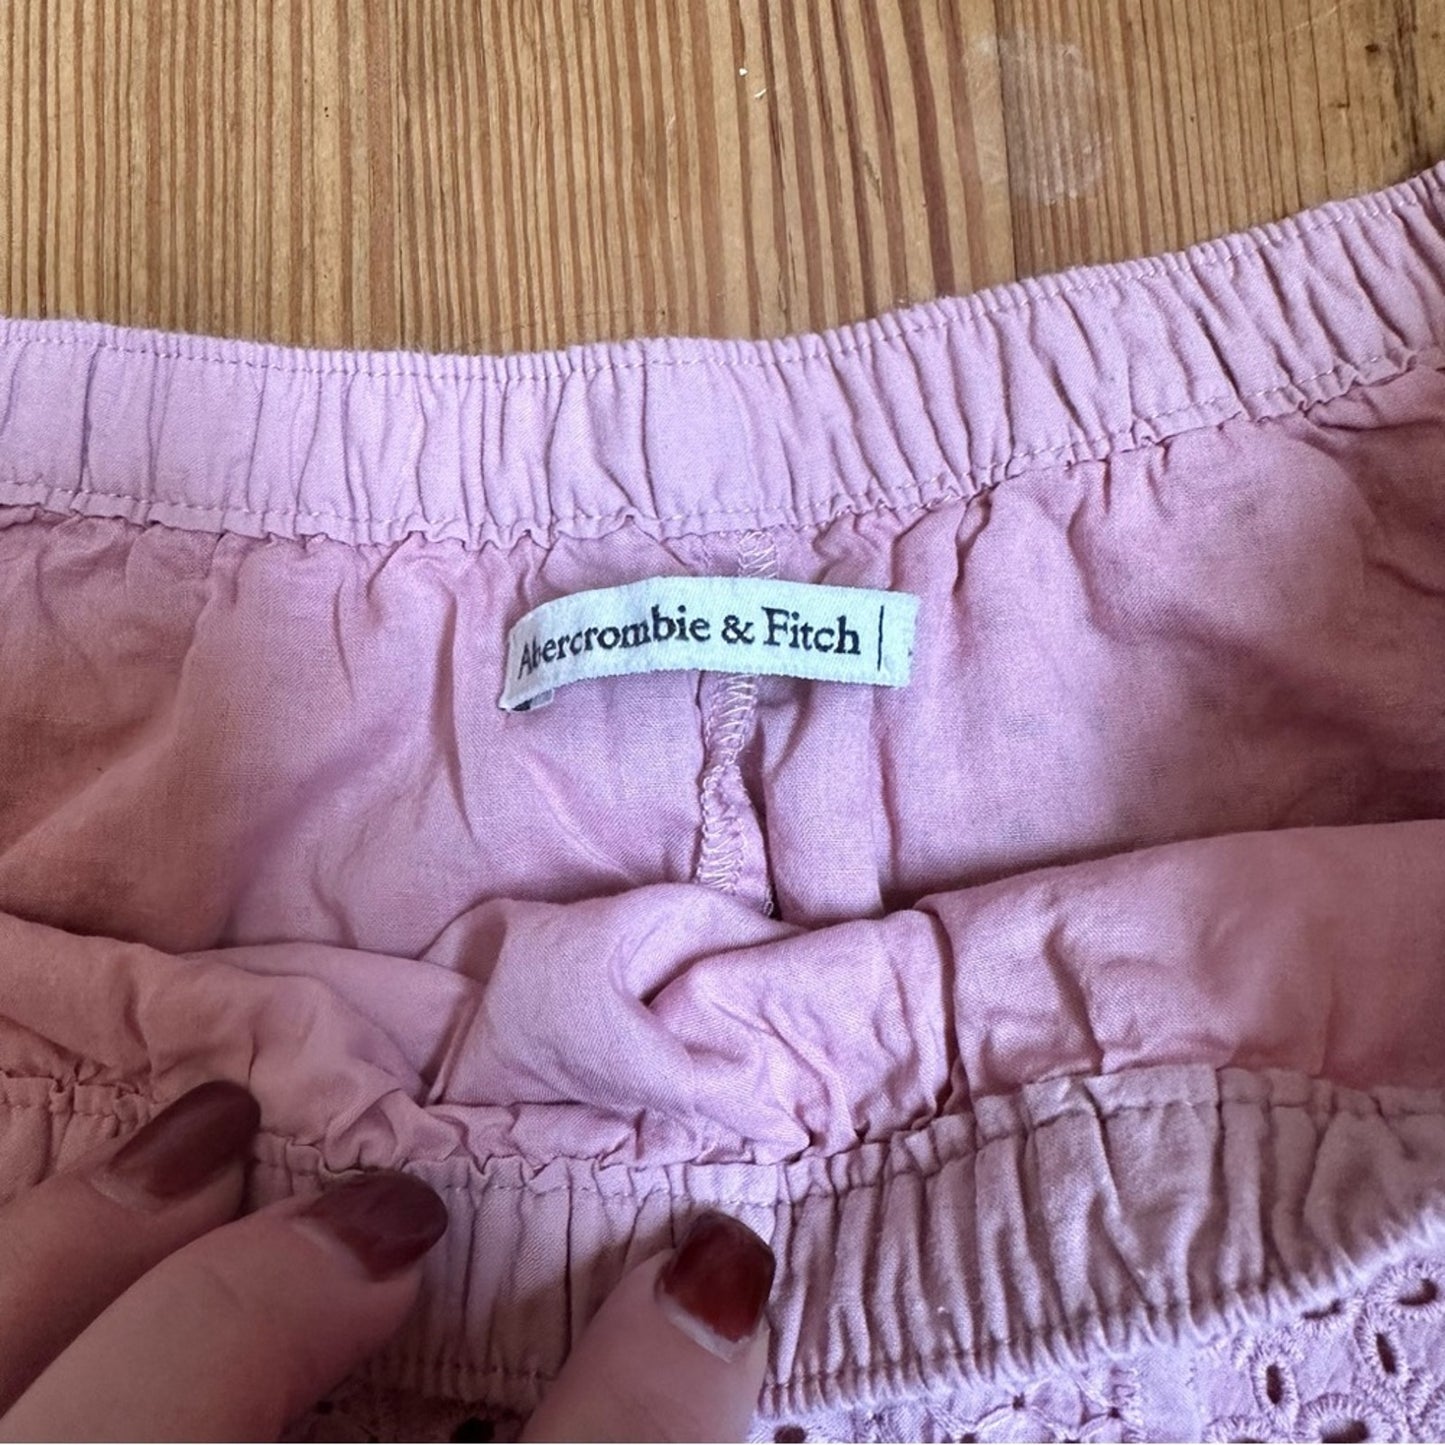 Abercrombie & Fitch |